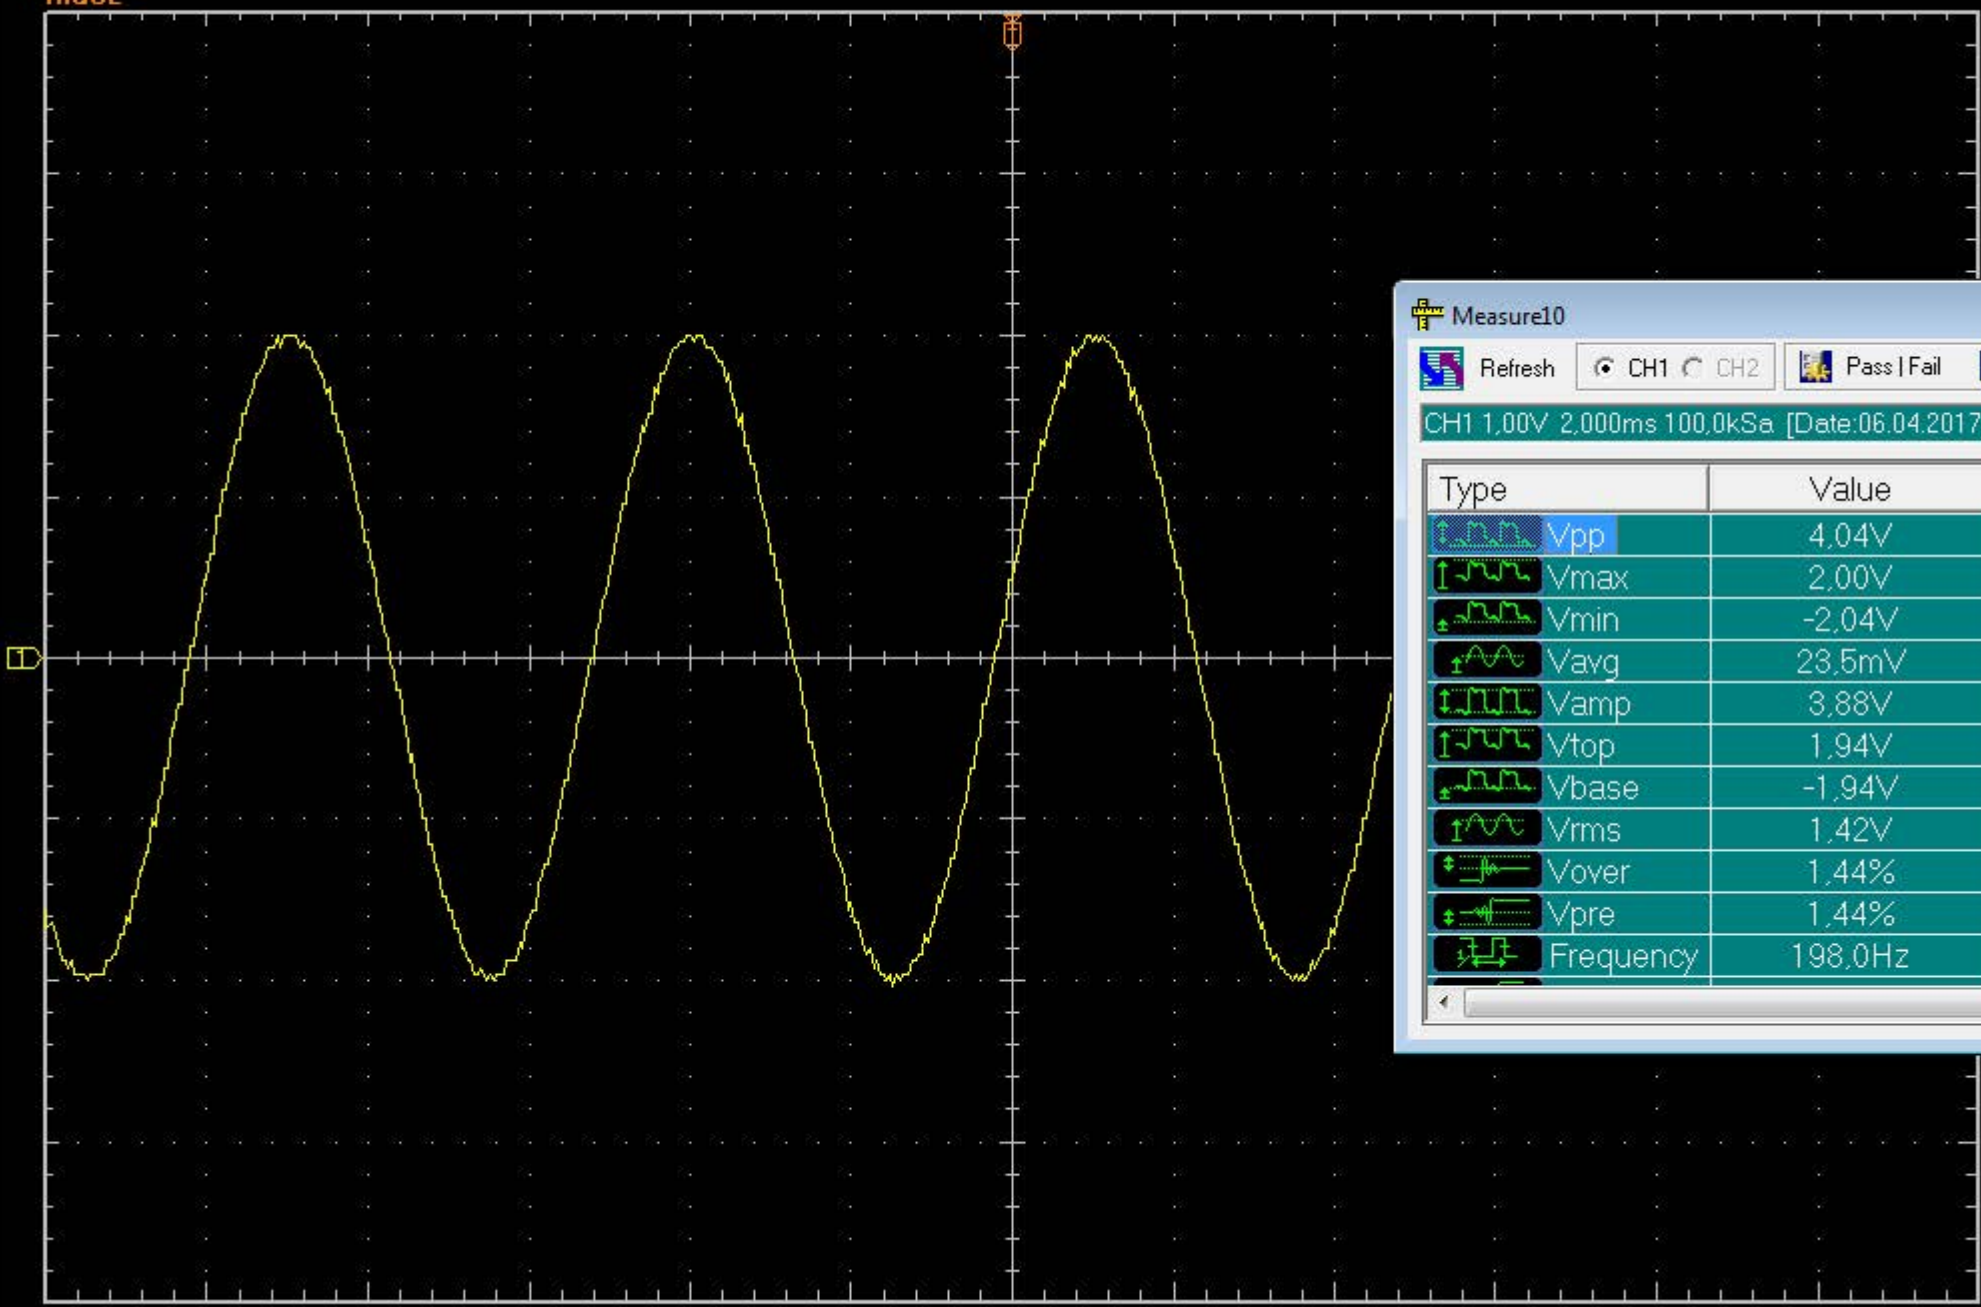 T
1
Measure10
Refresh CH1 CH2 Pass|Fail
CH1 1,00V 2,000ms 100,0kSa [Date:06.04.2017
Type Value
Vpp 4,04V
Vmax 2,00V
Vmin -2,04V
Vavg 23,5mV
Vamp 3,88V
Vtop 1,94V
Vbase -1,94V
Vrms 1,42V
Vover 1,44%
Vpre 1,44%
Frequency 198,0Hz